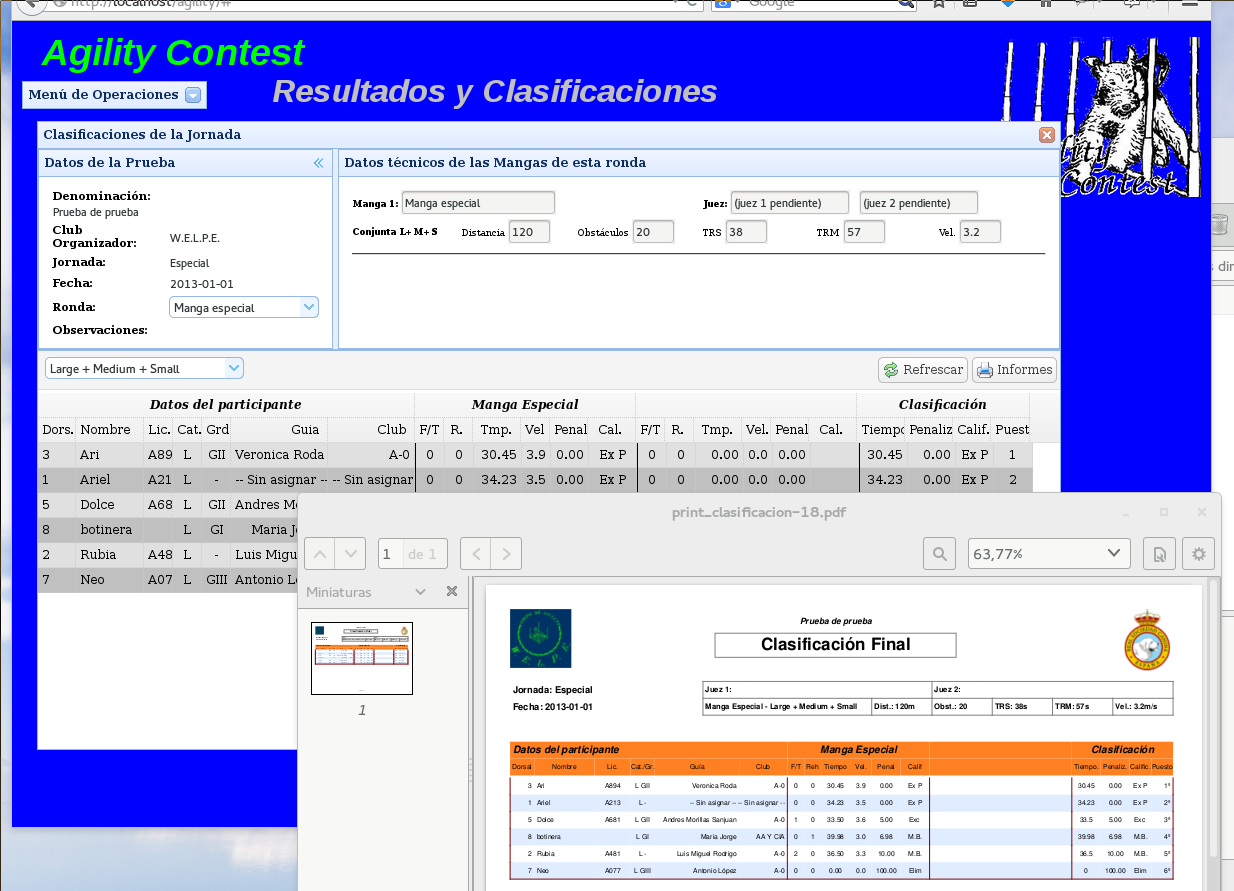 http://localhost/agility/#
Google
Agility Contest
Menú de Operaciones
Resultados y Clasificaciones
Clasificaciones de la Jornada
Datos de la Prueba
Datos técnicos de las Mangas de esta ronda
Denominación:
Prueba de prueba
Club Organizador: W.E.L.P.E.
Jornada: Especial
Fecha: 2013-01-01
Ronda: Manga especial
Observaciones:
Manga 1: Manga especial Juez: (juez 1 pendiente) (juez 2 pendiente)
Conjunta L+ M+ S Distancia 120 Obstáculos 20 TRS 38 TRM 57 Vel. 3.2
Contest
Large + Medium + Small Refrescar Informes
Datos del participante Manga Especial Clasificación
Dors. Nombre Lic. Cat. Grd Guia Club F/T R. Tmp. Vel Penal Cal. F/T R. Tmp. Vel. Penal Cal. Tiempo Penaliz Calif. Puest
3 Ari A89 L GII Veronica Roda A-0 0 0 30.45 3.9 0.00 Ex P 0 0 0.00 0.0 0.00 30.45 0.00 Ex P 1
1 Ariel A21 L - -- Sin asignar -- -- Sin asignar 0 0 34.23 3.5 0.00 Ex P 0 0 0.00 0.0 0.00 34.23 0.00 Ex P 2
5 Dolce A68 L GII Andres M
8 botinera L GI Maria J
2 Rubia A48 L - Luis Migu
7 Neo A07 L GIII Antonio L
print_clasificacion-18.pdf
1 de 1 63,77%
Miniaturas
1
WELPE
Prueba de prueba
Clasificación Final
Jornada: Especial
Fecha: 2013-01-01
Juez 1: Juez 2:
Manga Especial - Large + Medium + Small Dist.: 120m Obst.: 20 TRS: 38s TRM: 57s Vel.: 3.2m/s
Datos del participante Manga Especial Clasificación
Dorsal Nombre Lic. Cat./Gr. Guía Club F/T Reh Tiempo Vel. Penal Calif Tiempo. Penaliz. Calific. Puesto
3 Ari A894 L GII Veronica Roda A-0 0 0 30.45 3.9 0.00 Ex P 30.45 0.00 Ex P 1º
1 Ariel A213 L - -- Sin asignar -- -- Sin asignar -- 0 0 34.23 3.5 0.00 Ex P 34.23 0.00 Ex P 2º
5 Dolce A681 L GII Andres Morillas Sanjuan A-0 1 0 33.50 3.6 5.00 Exc 33.5 5.00 Exc 3º
8 botinera L GI Maria Jorge AA Y CIA 0 1 39.98 3.0 6.98 M.B. 39.98 6.98 M.B. 4º
2 Rubia A481 L - Luis Miguel Rodrigo A-0 2 0 36.50 3.3 10.00 M.B. 36.5 10.00 M.B. 5º
7 Neo A077 L GIII Antonio López A-0 0 0 0.00 0.0 100.00 Elim 0 100.00 Elim 6º